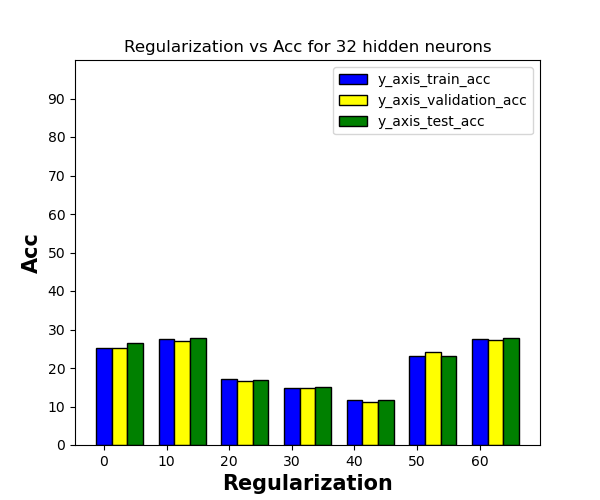 Regularization vs Acc for 32 hidden neurons
y_axis_train_acc
y_axis_validation_acc
y_axis_test_acc
90
80
70
60
50
40
30
20
10
0
Acc
0 10 20 30 40 50 60
Regularization